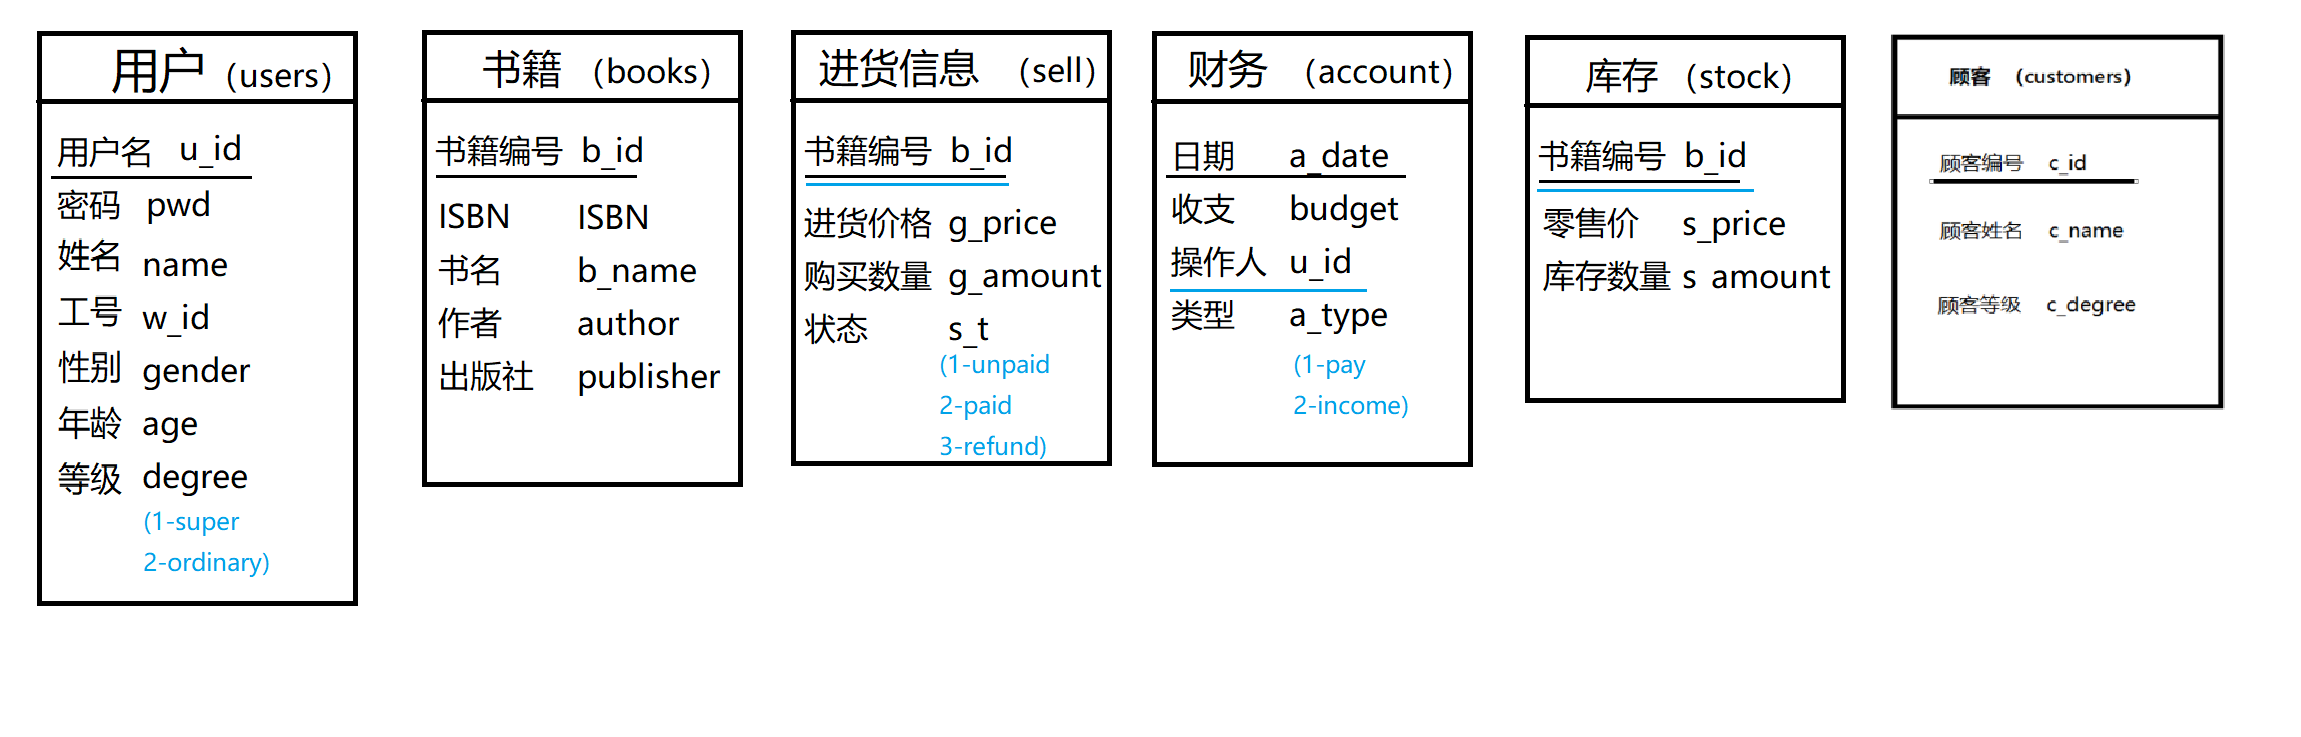 用户（users）
用户名 u_id
密码 pwd
姓名 name
工号 w_id
性别 gender
年龄 age
等级 degree
(1-super
2-ordinary)
书籍（books）
书籍编号 b_id
ISBN ISBN
书名 b_name
作者 author
出版社 publisher
进货信息（sell）
书籍编号 b_id
进货价格 g_price
购买数量 g_amount
状态 s_t
(1-unpaid
2-paid
3-refund)
财务（account）
日期 a_date
收支 budget
操作人 u_id
类型 a_type
(1-pay
2-income)
库存（stock）
书籍编号 b_id
零售价 s_price
库存数量 s amount
顾客（customers）
顾客编号 c_id
顾客姓名 c_name
顾客等级 c_degree